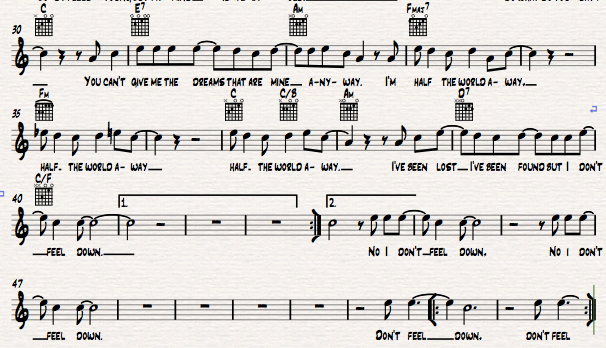 C E7 Am Fmaj7
30
YOU CAN'T GIVE ME THE DREAMS THAT ARE MINE A-NY-WAY. I'M HALF THE WORLD A-WAY,
Fm C C/B Am D7
35
HALF THE WORLD A-WAY HALF THE WORLD A-WAY. I'VE BEEN LOST I'VE BEEN FOUND BUT I DON'T
C/F
40 1. 2.
FEEL DOWN. NO I DON'T FEEL DOWN. NO I DON'T
47
FEEL DOWN. DON'T FEEL DOWN. DON'T FEEL